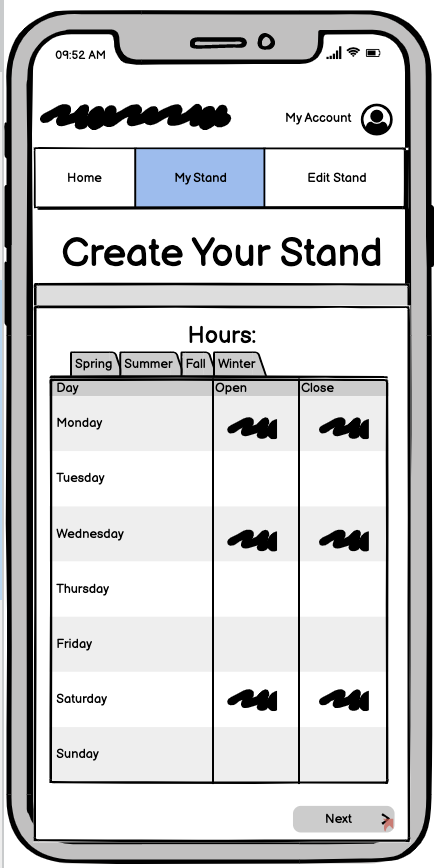 09:52 AM
My Account
Home My Stand Edit Stand
Create Your Stand
Hours:
Spring Summer Fall Winter
Day Open Close
Monday
Tuesday
Wednesday
Thursday
Friday
Saturday
Sunday
Next >